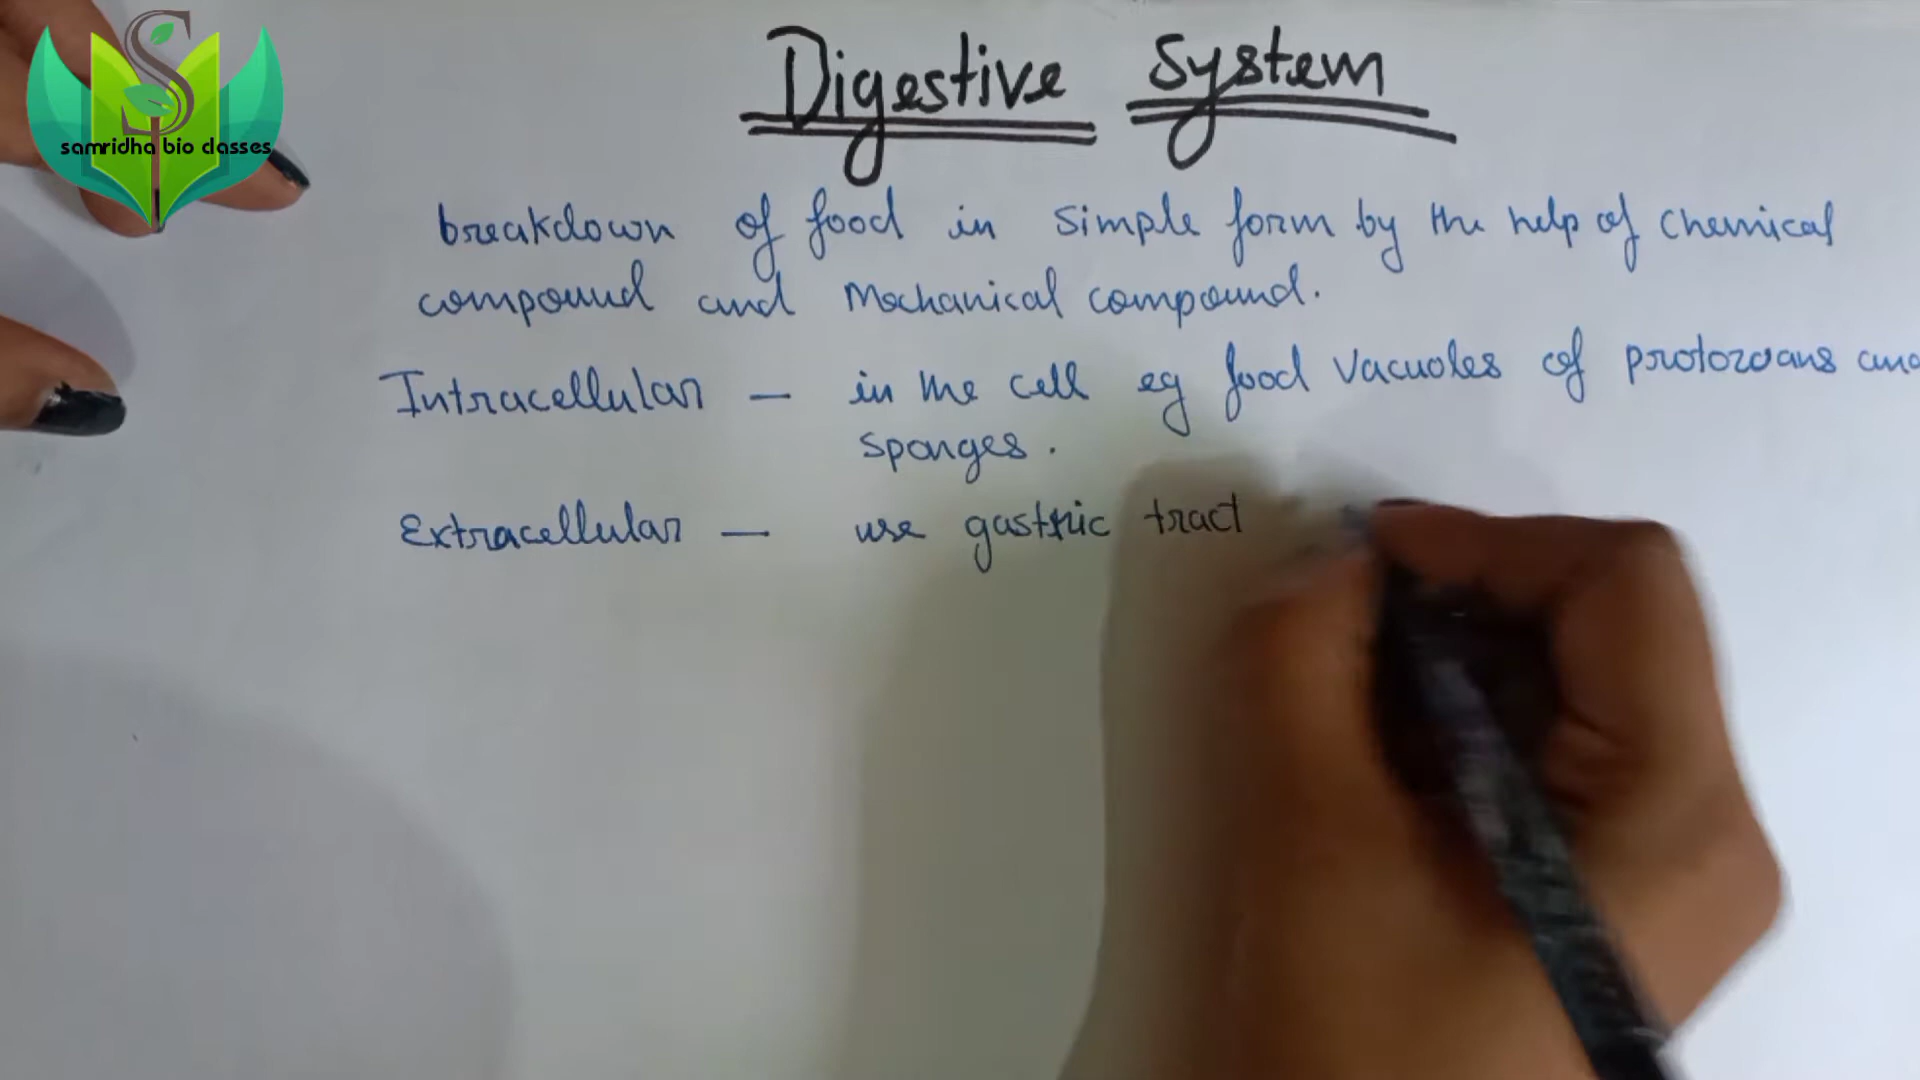 samridha bio classes
Digestive System
breakdown of food in simple form by the help of chemical
compound and Mechanical compound.
Intracellular – in the cell eg food vacuoles of protozoans and
sponges.
Extracellular – use gastric tract